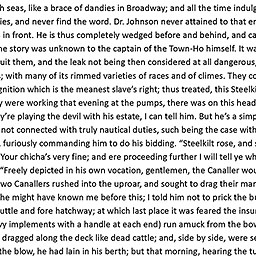 h seas, like a brace of dandies in Broadway; and all the time indulg
ies, and never find the word. Dr. Johnson never attained to that er
s in front. He is thus completely wedged before and behind, and ca
ne story was unknown to the captain of the Town-Ho himself. It wa
uit them, and the leak not being then considered at all dangerous,
s; with many of its rimmed varieties of races and of climes. They co
gnition which is the meanest slave's right; thus treated, this Steelki
y were working that evening at the pumps, there was on this head
y're playing the devil with his estate, I can tell him. But he's a simp
not connected with truly nautical duties, such being the case with
, furiously commanding him to do his bidding. "Steelkilt rose, and s
Your chicha's very fine; and ere proceeding further I will tell ye wh
"Freely depicted in his own vocation, gentlemen, the Canaller wou
two Canallers rushed into the uproar, and sought to drag their mar
he might have known me before this; I told him not to prick the bu
uttle and fore hatchway; at which last place it was feared the insur
vy implements with a handle at each end) run amuck from the bow
dragged along the deck like dead cattle; and, side by side, were se
the blow, he had lain in his berth; but that morning, hearing the tu